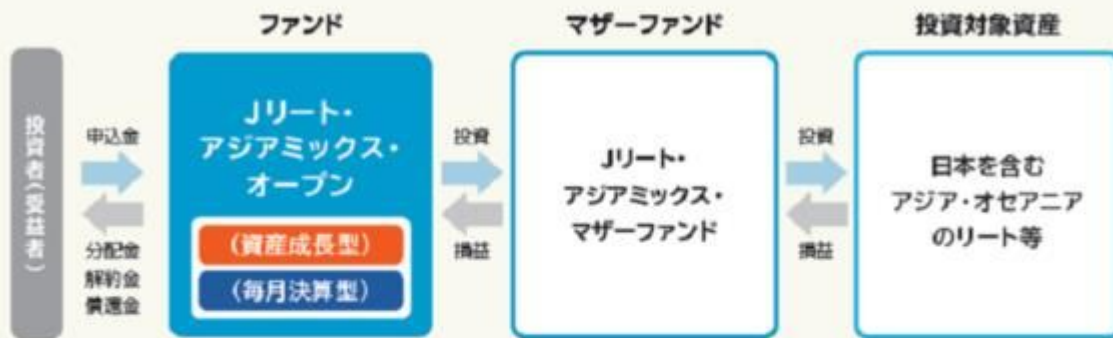 ファンド
マザーファンド
投資対象資産
投資者(受益者)
申込金
分配金
解約金
償還金
Jリート・
アジアミックス・
オープン
(資産成長型)
(毎月決算型)
投資
損益
Jリート・
アジアミックス・
マザーファンド
投資
損益
日本を含む
アジア・オセアニア
のリート等